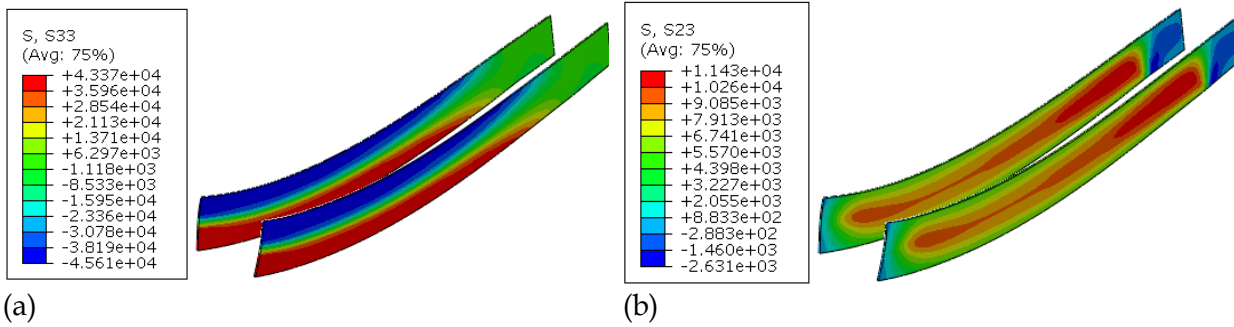 S, S33
(Avg: 75%)
+4.337e+04
+3.596e+04
+2.854e+04
+2.113e+04
+1.371e+04
+6.297e+03
-1.118e+03
-8.533e+03
-1.595e+04
-2.336e+04
-3.078e+04
-3.819e+04
-4.561e+04
(a)
S, S23
(Avg: 75%)
+1.143e+04
+1.026e+04
+9.085e+03
+7.913e+03
+6.741e+03
+5.570e+03
+4.398e+03
+3.227e+03
+2.055e+03
+8.833e+02
-2.883e+02
-1.460e+03
-2.631e+03
(b)